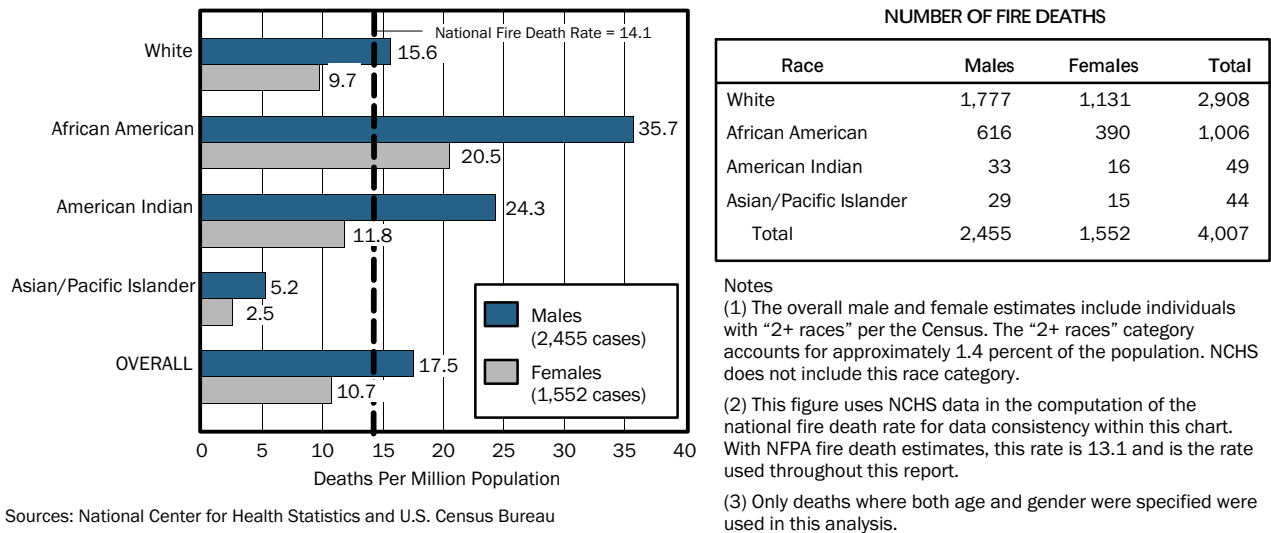 National Fire Death Rate = 14.1
White
15.6
9.7
African American
35.7
20.5
American Indian
24.3
11.8
Asian/Pacific Islander
5.2
2.5
OVERALL
17.5
10.7
Males
(2,455 cases)
Females
(1,552 cases)
0 5 10 15 20 25 30 35 40
Deaths Per Million Population
Sources: National Center for Health Statistics and U.S. Census Bureau
NUMBER OF FIRE DEATHS
Race Males Females Total
White 1,777 1,131 2,908
African American 616 390 1,006
American Indian 33 16 49
Asian/Pacific Islander 29 15 44
Total 2,455 1,552 4,007
Notes
(1) The overall male and female estimates include individuals
with “2+ races” per the Census. The “2+ races” category
accounts for approximately 1.4 percent of the population. NCHS
does not include this race category.
(2) This figure uses NCHS data in the computation of the
national fire death rate for data consistency within this chart.
With NFPA fire death estimates, this rate is 13.1 and is the rate
used throughout this report.
(3) Only deaths where both age and gender were specified were
used in this analysis.